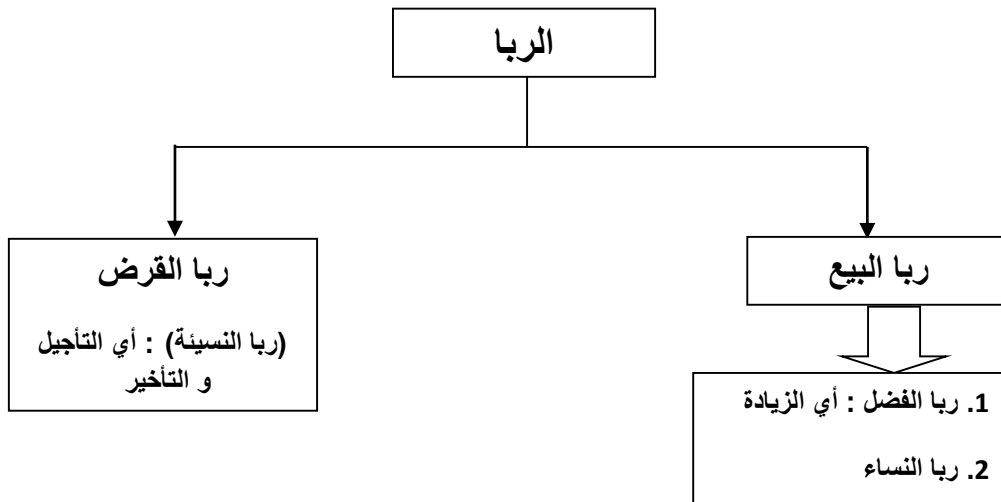 الربا
ربا البيع
1. ربا الفضل : أي الزيادة
2. ربا النساء
ربا القرض
(ربا النسيئة) : أي التأجيل
و التأخير